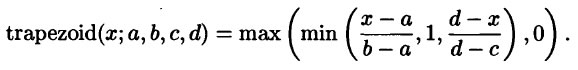 trapezoid(x; a, b, c, d) = max(min((x − a)/(b − a), 1, (d − x)/(d − c)), 0).